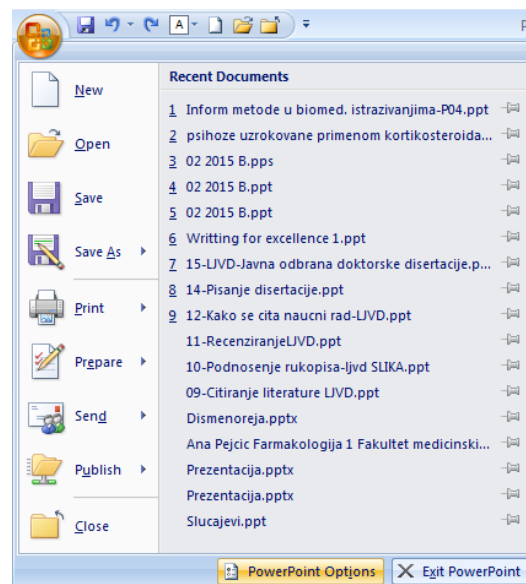 A
New
Open
Save
Save As
Print
Prepare
Send
Publish
Close
Recent Documents
1 Inform metode u biomed. istrazivanjima-P04.ppt
2 psihoze uzrokovane primenom kortikosteroida...
3 02 2015 B.pps
4 02 2015 B.ppt
5 02 2015 B.ppt
6 Writting for excellence 1.ppt
7 15-LJVD-Javna odbrana doktorske disertacije.p...
8 14-Pisanje disertacije.ppt
9 12-Kako se cita naucni rad-LJVD.ppt
11-RecenziranjeLJVD.ppt
10-Podnosenje rukopisa-ljvd SLIKA.ppt
09-Citiranje literature LJVD.ppt
Dismenoreja.pptx
Ana Pejcic Farmakologija 1 Fakultet medicinski...
Prezentacija.pptx
Prezentacija.pptx
Slucajevi.ppt
PowerPoint Options
Exit PowerPoint